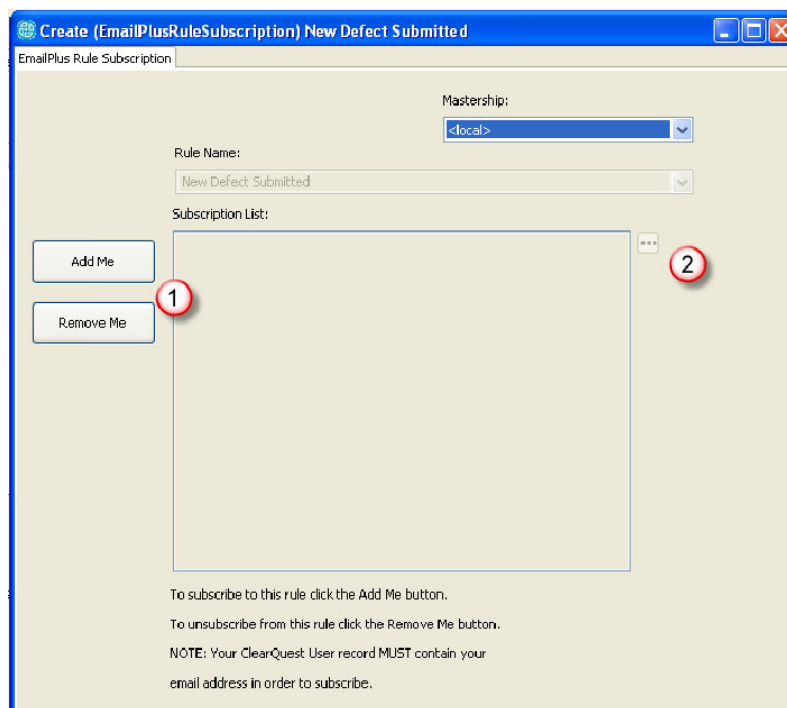 Create (EmailPlusRuleSubscription) New Defect Submitted
EmailPlus Rule Subscription
Mastership:
<local>
Rule Name:
New Defect Submitted
Subscription List:
...
Add Me
Remove Me
1
2
To subscribe to this rule click the Add Me button.
To unsubscribe from this rule click the Remove Me button.
NOTE: Your ClearQuest User record MUST contain your
email address in order to subscribe.